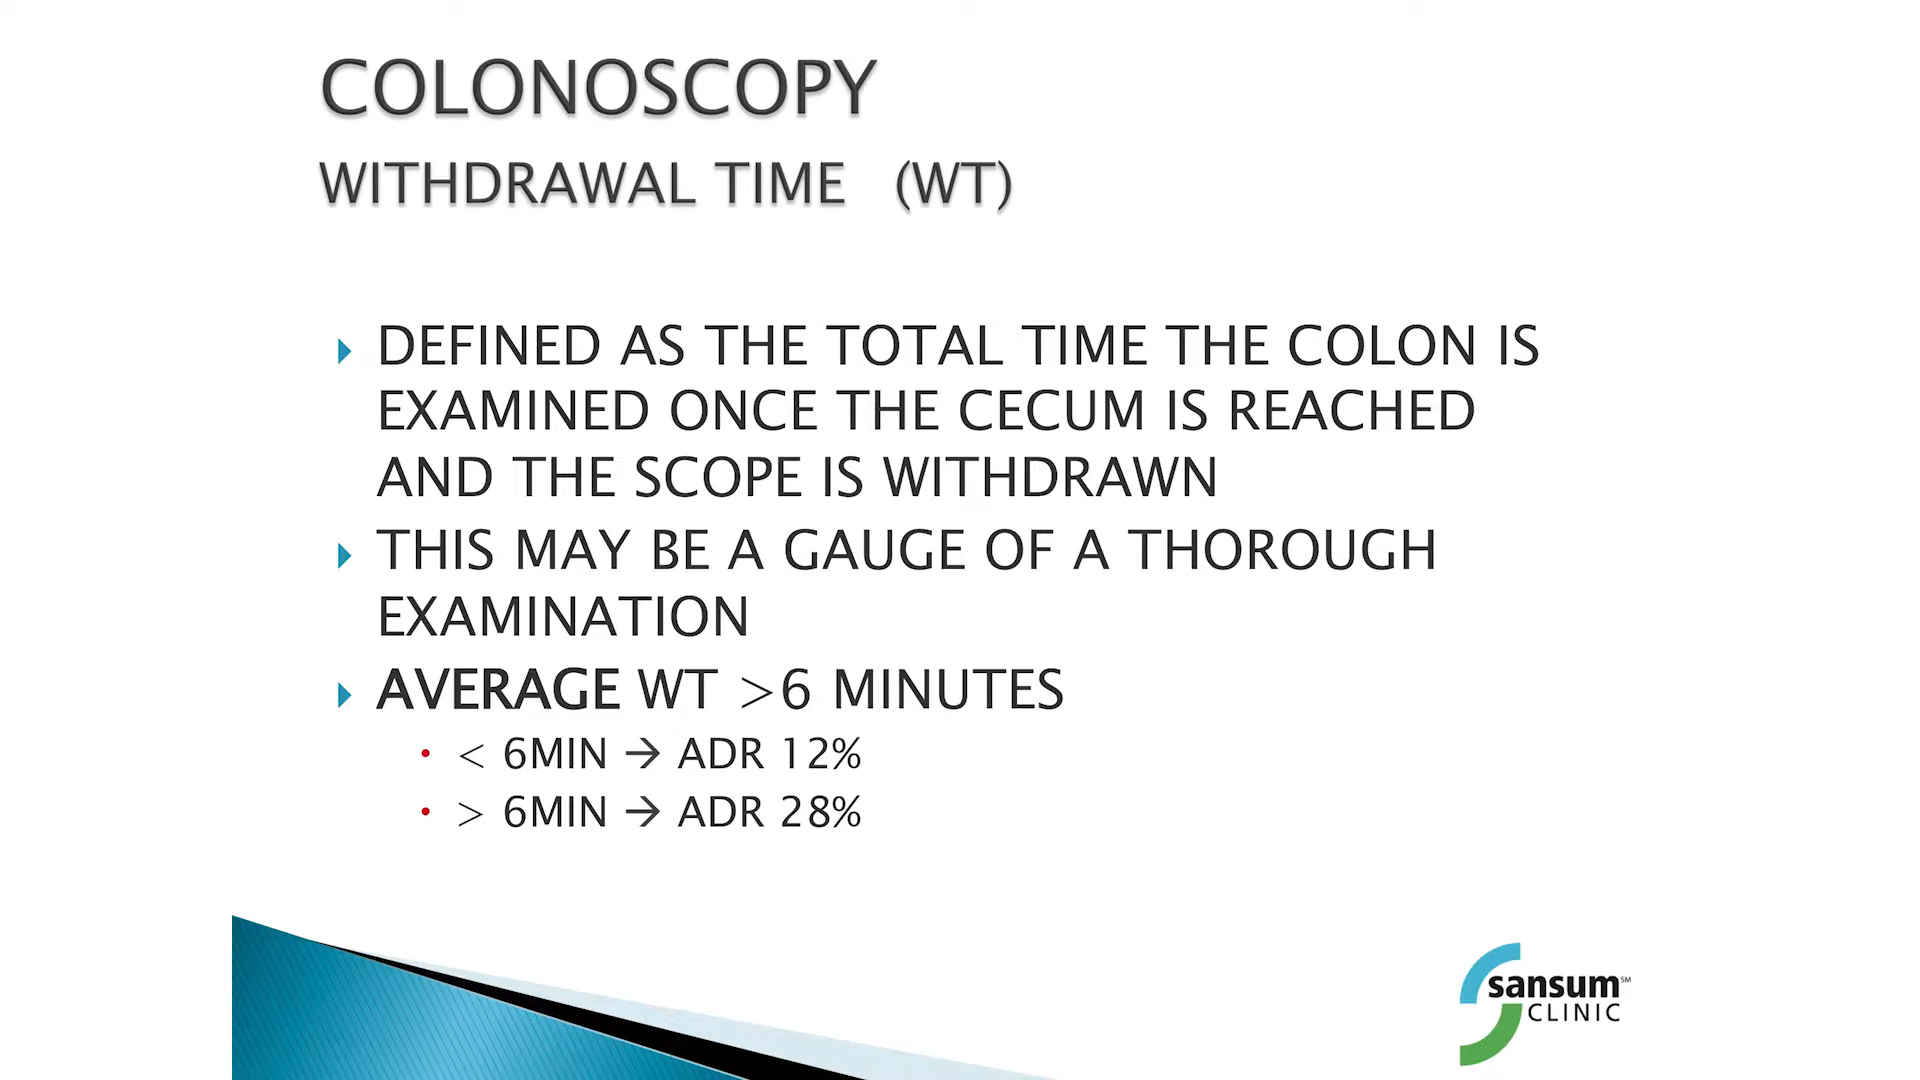 COLONOSCOPY
WITHDRAWAL TIME (WT)
DEFINED AS THE TOTAL TIME THE COLON IS
EXAMINED ONCE THE CECUM IS REACHED
AND THE SCOPE IS WITHDRAWN
THIS MAY BE A GAUGE OF A THOROUGH
EXAMINATION
AVERAGE WT >6 MINUTES
< 6MIN → ADR 12%
> 6MIN → ADR 28%
sansum℠
CLINIC